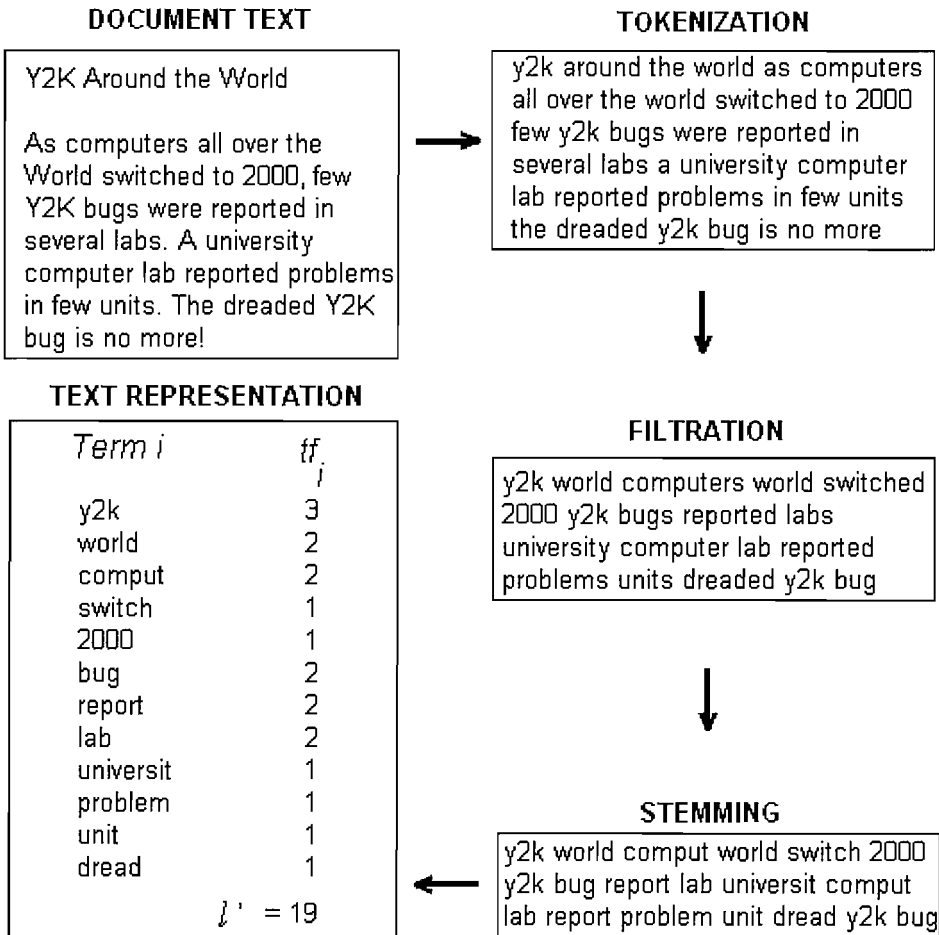 DOCUMENT TEXT
Y2K Around the World
As computers all over the
World switched to 2000, few
Y2K bugs were reported in
several labs. A university
computer lab reported problems
in few units. The dreaded Y2K
bug is no more!
TOKENIZATION
y2k around the world as computers
all over the world switched to 2000
few y2k bugs were reported in
several labs a university computer
lab reported problems in few units
the dreaded y2k bug is no more
FILTRATION
y2k world computers world switched
2000 y2k bugs reported labs
university computer lab reported
problems units dreaded y2k bug
STEMMING
y2k world comput world switch 2000
y2k bug report lab universit comput
lab report problem unit dread y2k bug
TEXT REPRESENTATION
Term i tf i
y2k 3
world 2
comput 2
switch 1
2000 1
bug 2
report 2
lab 2
universit 1
problem 1
unit 1
dread 1
= 19